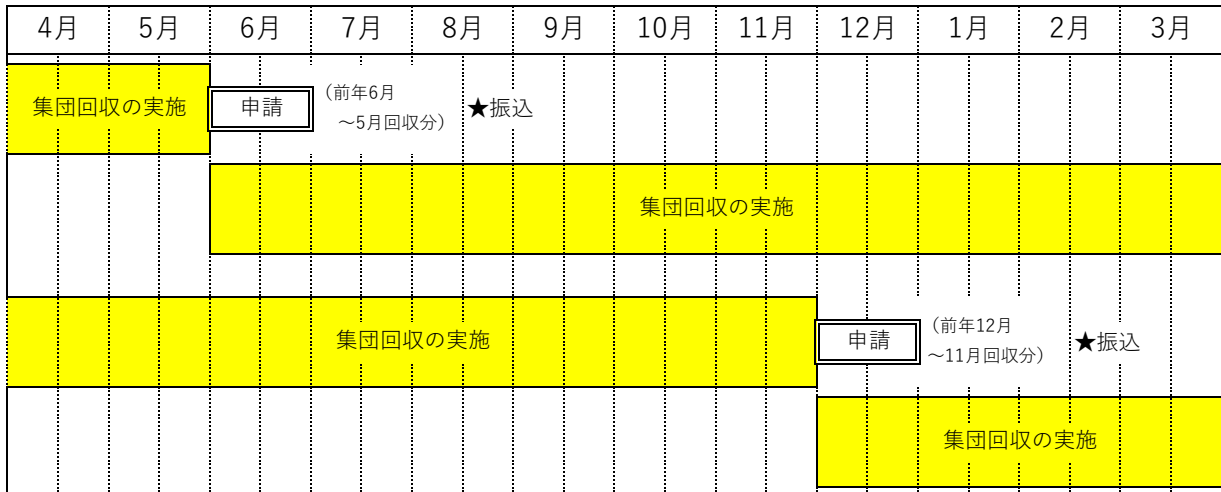 4月 5月 6月 7月 8月 9月 10月 11月 12月 1月 2月 3月
集団回収の実施 申請 (前年6月
～5月回収分) ★振込
集団回収の実施
集団回収の実施 申請 (前年12月
～11月回収分) ★振込
集団回収の実施